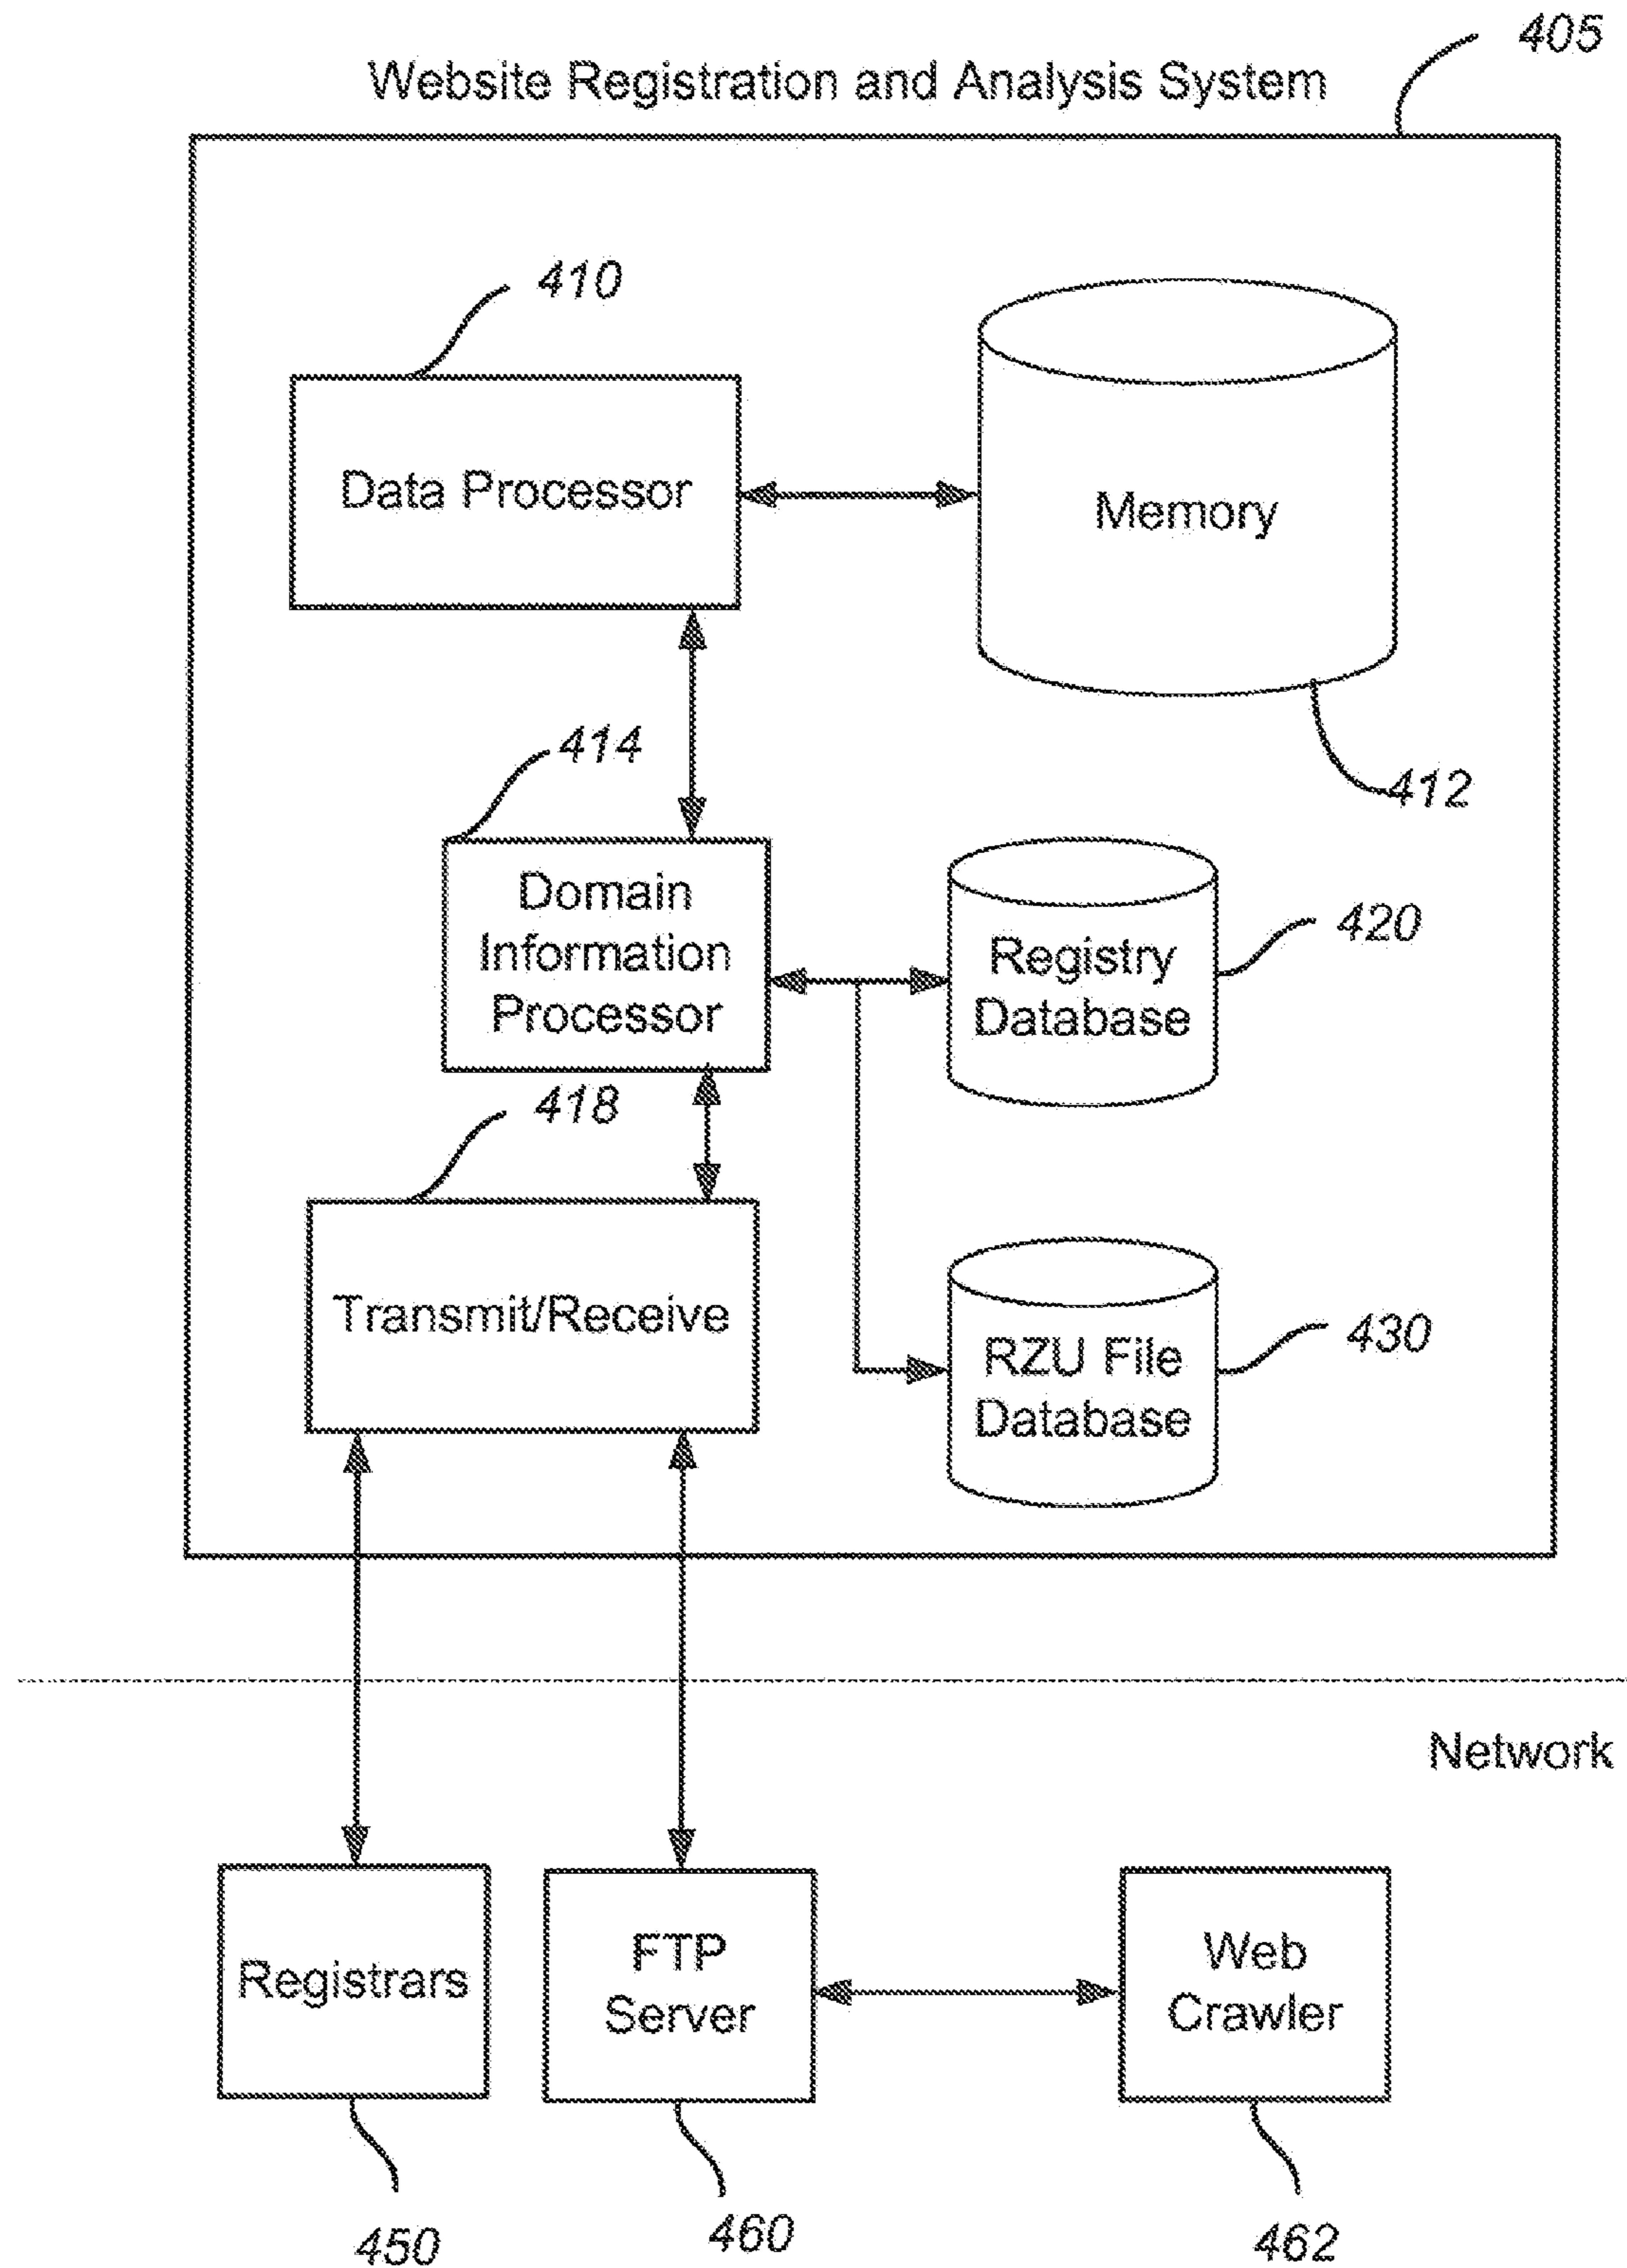 405
Website Registration and Analysis System
410
Data Processor
Memory
414
412
Domain
Information
Processor
420
Registry
Database
418
Transmit/Receive
430
RZU File
Database
Network
Registrars
FTP
Server
Web
Crawler
450
460
462